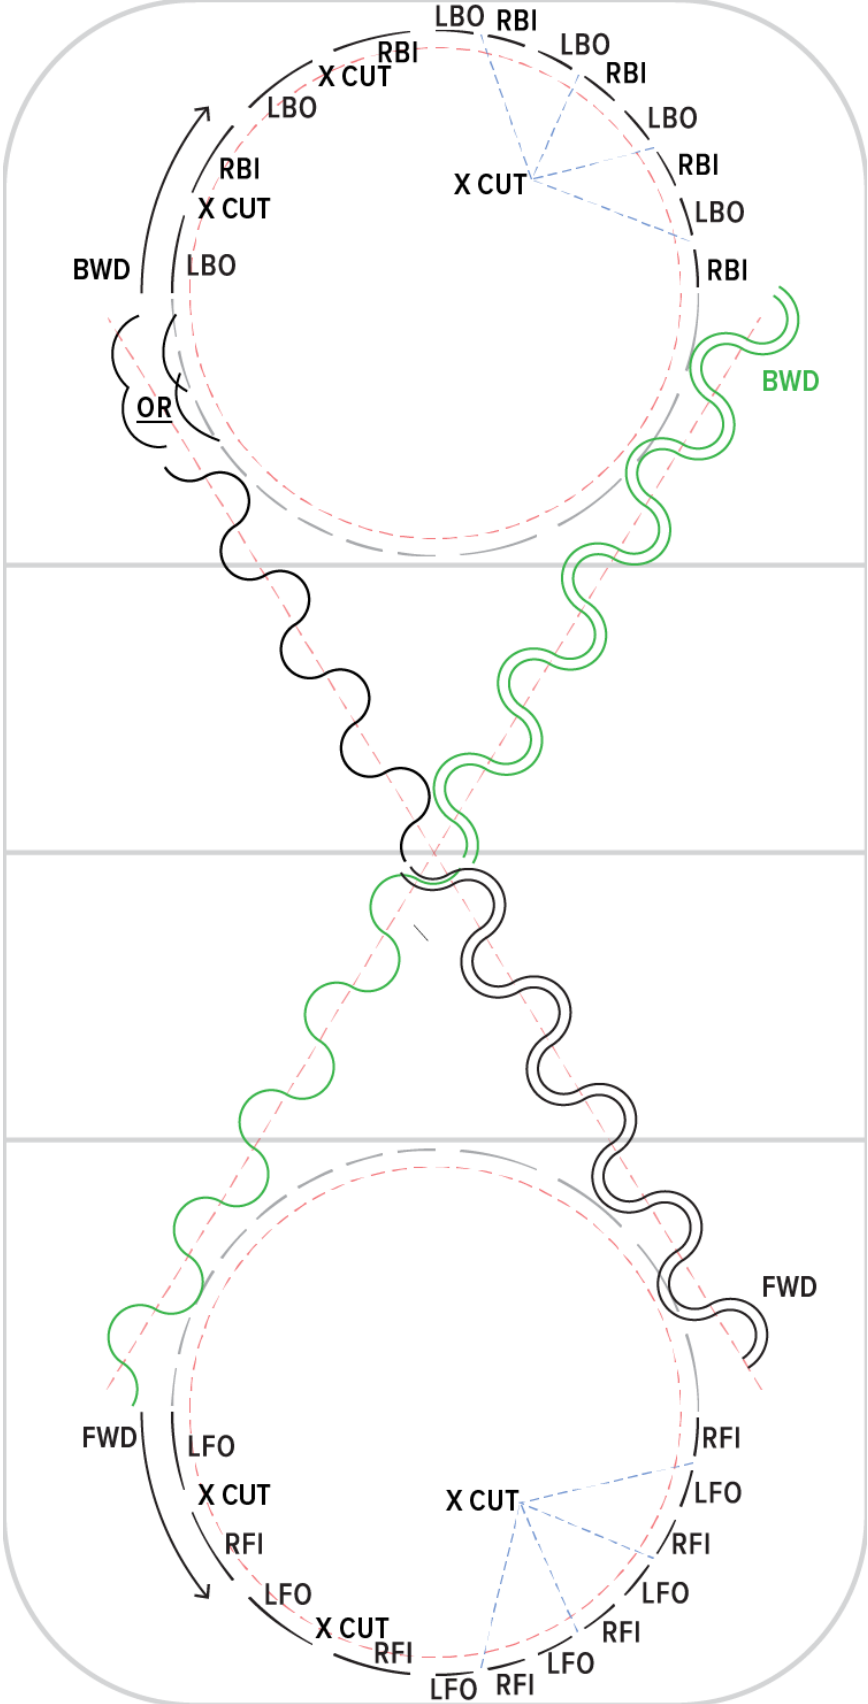 LBO RBI
RBI LBO
X CUT RBI
LBO LBO
RBI RBI
X CUT X CUT
LBO
LBO RBI
BWD
BWD
OR
FWD
FWD LFO RFI
X CUT X CUT LFO
RFI RFI
LFO LFO
X CUT RFI
RFI LFO
LFO RFI